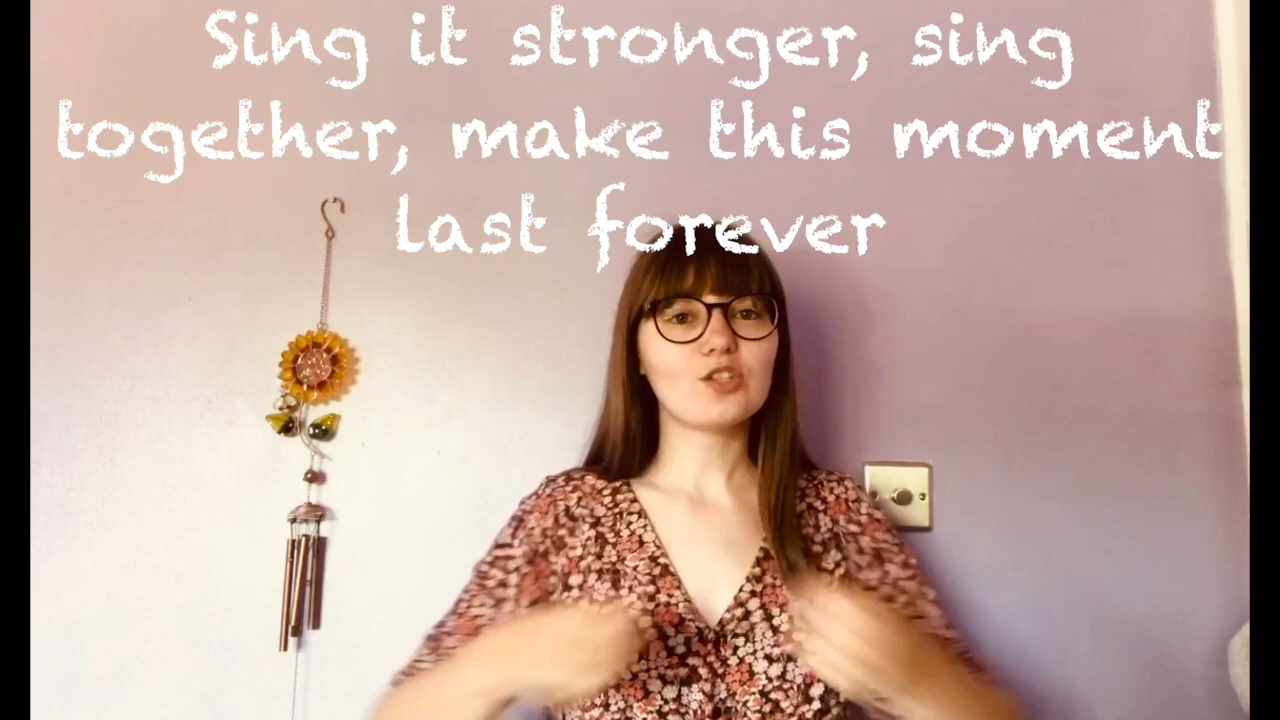 Sing it stronger, sing
together, make this moment
last forever